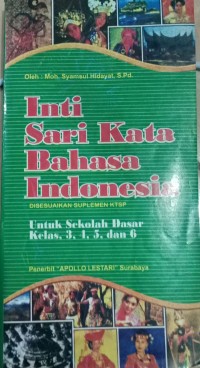 Oleh : Moh. Syamsul Hidayat, S.Pd.
Inti
Sari Kata
Bahasa
Indonesia
DISESUAIKAN SUPLEMEN KTSP
Untuk Sekolah Dasar
Kelas, 3, 4, 5, dan 6
Penerbit "APOLLO LESTARI" Surabaya